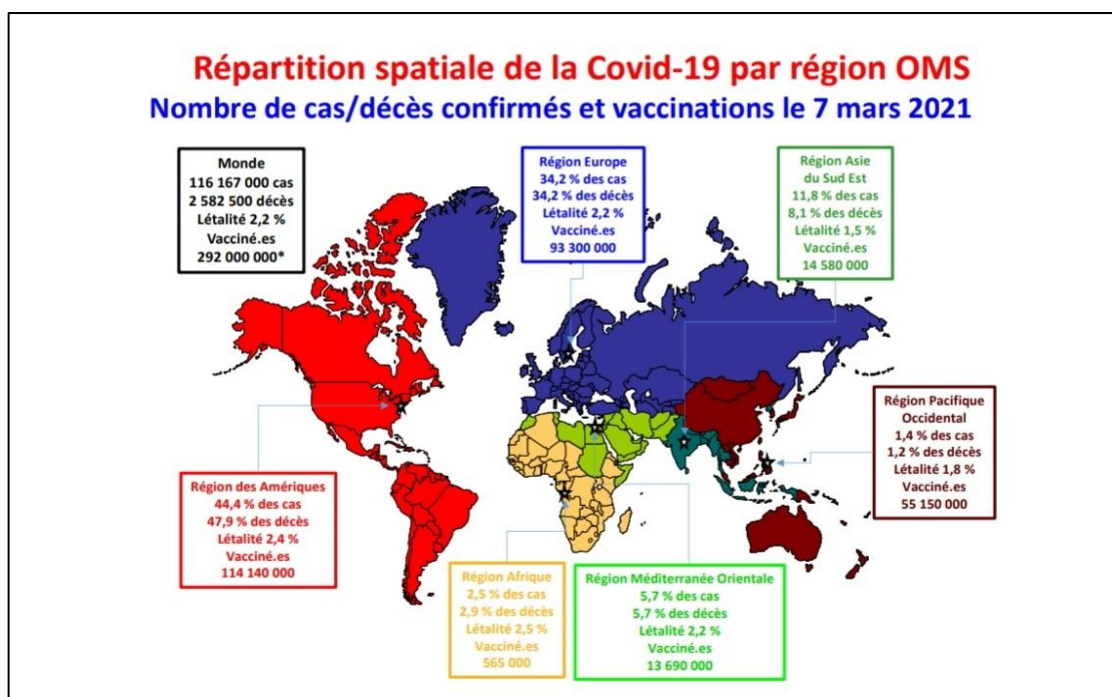 Répartition spatiale de la Covid-19 par région OMS
Nombre de cas/décès confirmés et vaccinations le 7 mars 2021
Monde
116 167 000 cas
2 582 500 décès
Létalité 2,2 %
Vacciné.es
292 000 000*
Région Europe
34,2 % des cas
34,2 % des décès
Létalité 2,2 %
Vacciné.es
93 300 000
Région Asie
du Sud Est
11,8 % des cas
8,1 % des décès
Létalité 1,5 %
Vacciné.es
14 580 000
Région Pacifique
Occidental
1,4 % des cas
1,2 % des décès
Létalité 1,8 %
Vacciné.es
55 150 000
Région des Amériques
44,4 % des cas
47,9 % des décès
Létalité 2,4 %
Vacciné.es
114 140 000
Région Afrique
2,5 % des cas
2,9 % des décès
Létalité 2,5 %
Vacciné.es
565 000
Région Méditerranée Orientale
5,7 % des cas
5,7 % des décès
Létalité 2,2 %
Vacciné.es
13 690 000